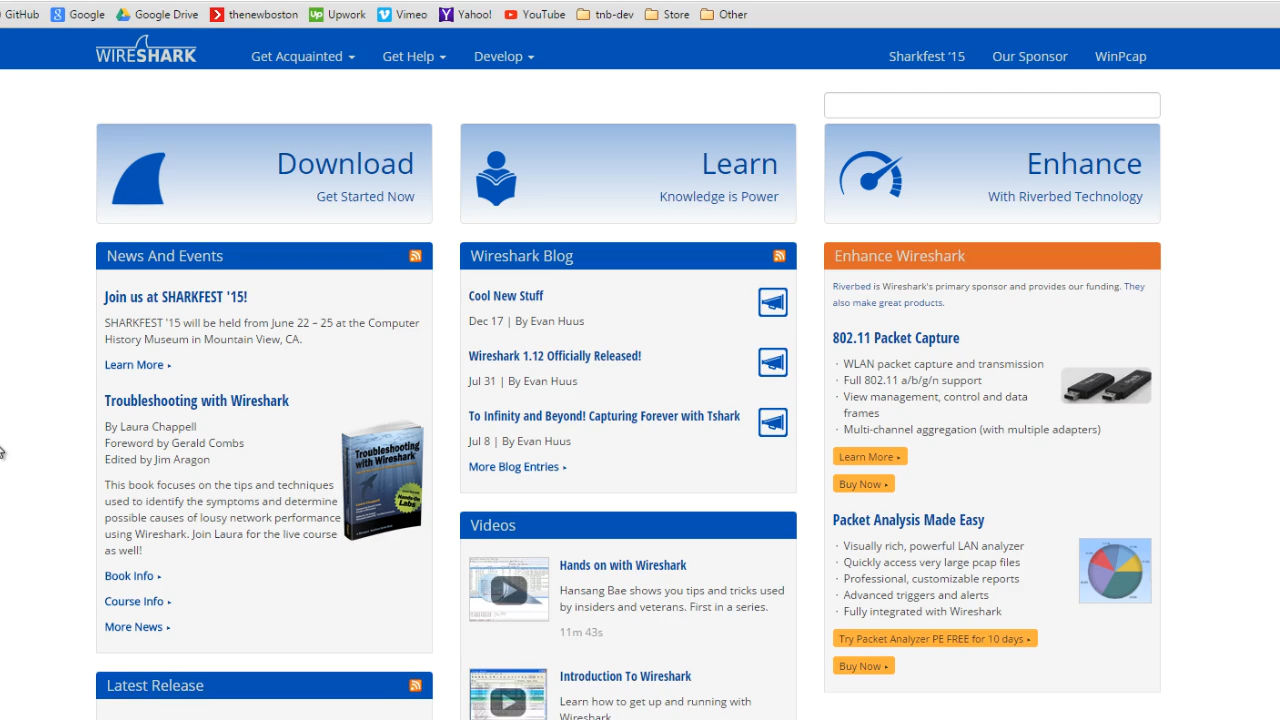 GitHub Google Google Drive thenewboston Upwork Vimeo Yahoo! YouTube tnb-dev Store Other
WIRESHARK Get Acquainted Get Help Develop Sharkfest '15 Our Sponsor WinPcap
Download
Get Started Now
Learn
Knowledge is Power
Enhance
With Riverbed Technology
News And Events
Join us at SHARKFEST '15!
SHARKFEST '15 will be held from June 22 – 25 at the Computer
History Museum in Mountain View, CA.
Learn More
Troubleshooting with Wireshark
By Laura Chappell
Foreword by Gerald Combs
Edited by Jim Aragon
This book focuses on the tips and techniques
used to identify the symptoms and determine
possible causes of lousy network performance
using Wireshark. Join Laura for the live course
as well!
Troubleshooting
with Wireshark
Book Info
Course Info
More News
Latest Release
Wireshark Blog
Cool New Stuff
Dec 17 | By Evan Huus
Wireshark 1.12 Officially Released!
Jul 31 | By Evan Huus
To Infinity and Beyond! Capturing Forever with Tshark
Jul 8 | By Evan Huus
More Blog Entries
Videos
Hands on with Wireshark
Hansang Bae shows you tips and tricks used
by insiders and veterans. First in a series.
11m 43s
Introduction To Wireshark
Learn how to get up and running with
Wireshark
Enhance Wireshark
Riverbed is Wireshark's primary sponsor and provides our funding. They
also make great products.
802.11 Packet Capture
· WLAN packet capture and transmission
· Full 802.11 a/b/g/n support
· View management, control and data
frames
· Multi-channel aggregation (with multiple adapters)
Learn More
Buy Now
Packet Analysis Made Easy
· Visually rich, powerful LAN analyzer
· Quickly access very large pcap files
· Professional, customizable reports
· Advanced triggers and alerts
· Fully integrated with Wireshark
Try Packet Analyzer PE FREE for 10 days
Buy Now